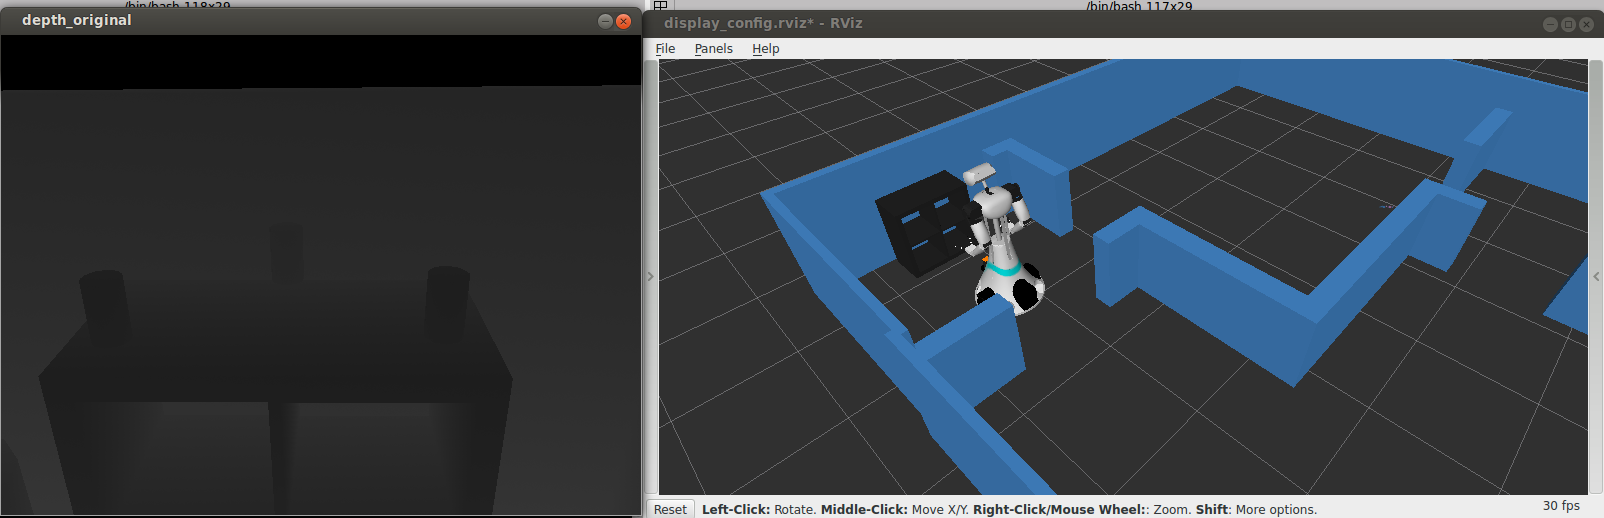 /bin/bash 118x29
/bin/bash 117x29
depth_original
display_config.rviz* - RViz
File Panels Help
Reset Left-Click: Rotate. Middle-Click: Move X/Y. Right-Click/Mouse Wheel:: Zoom. Shift: More options.
30 fps